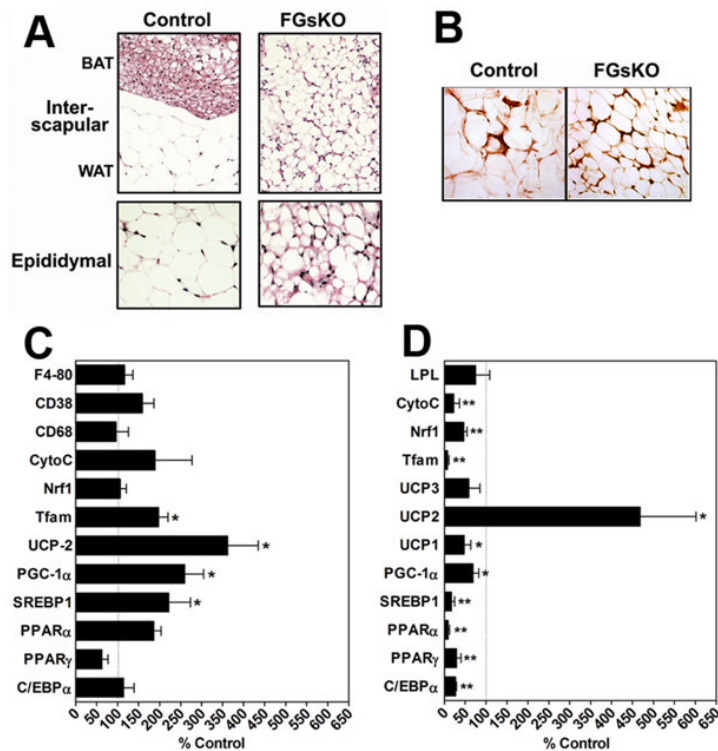 A
Control
FGsKO
BAT
Inter-
scapular
WAT
Epididymal
B
Control
FGsKO
C
F4-80
CD38
CD68
CytoC
Nrf1
Tfam *
UCP-2 *
PGC-1α *
SREBP1 *
PPARα
PPARγ
C/EBPα
0 50 100 150 200 250 300 350 400 450 500 550 600 650
% Control
D
LPL
CytoC **
Nrf1 **
Tfam **
UCP3
UCP2 *
UCP1 *
PGC-1α *
SREBP1 **
PPARα **
PPARγ **
C/EBPα **
0 50 100 150 200 250 300 350 400 450 500 550 600 650
% Control